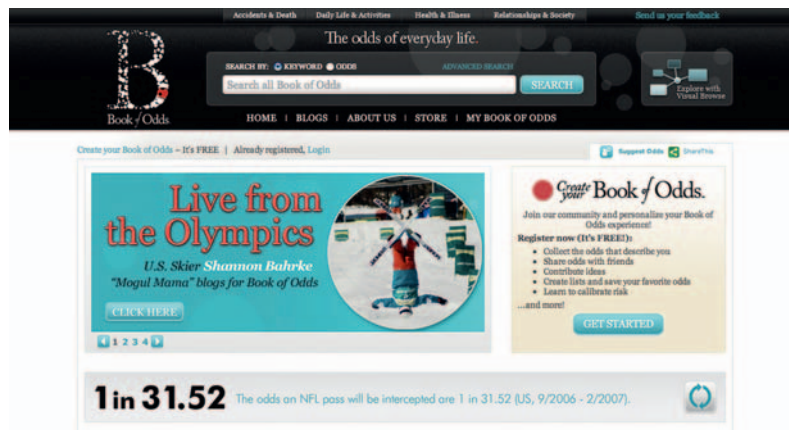 Accidents & Death Daily Life & Activities Health & Illness Relationships & Society Send us your feedback
The odds of everyday life.
SEARCH BY: KEYWORD ODDS ADVANCED SEARCH
Search all Book of Odds SEARCH
Explore with
Visual Browse
B
Book of Odds
HOME | BLOGS | ABOUT US | STORE | MY BOOK OF ODDS
Create your Book of Odds – It's FREE | Already registered, Login
Suggest Odds ShareThis
Live from
the Olympics
U.S. Skier Shannon Bahrke
"Mogul Mama" blogs for Book of Odds
CLICK HERE
1 2 3 4
Create your Book of Odds.
Join our community and personalize your Book of
Odds experience!
Register now (It's FREE!):
• Collect the odds that describe you
• Share odds with friends
• Contribute ideas
• Create lists and save your favorite odds
• Learn to calibrate risk
...and more!
GET STARTED
1 in 31.52 The odds an NFL pass will be intercepted are 1 in 31.52 (US, 9/2006 - 2/2007).